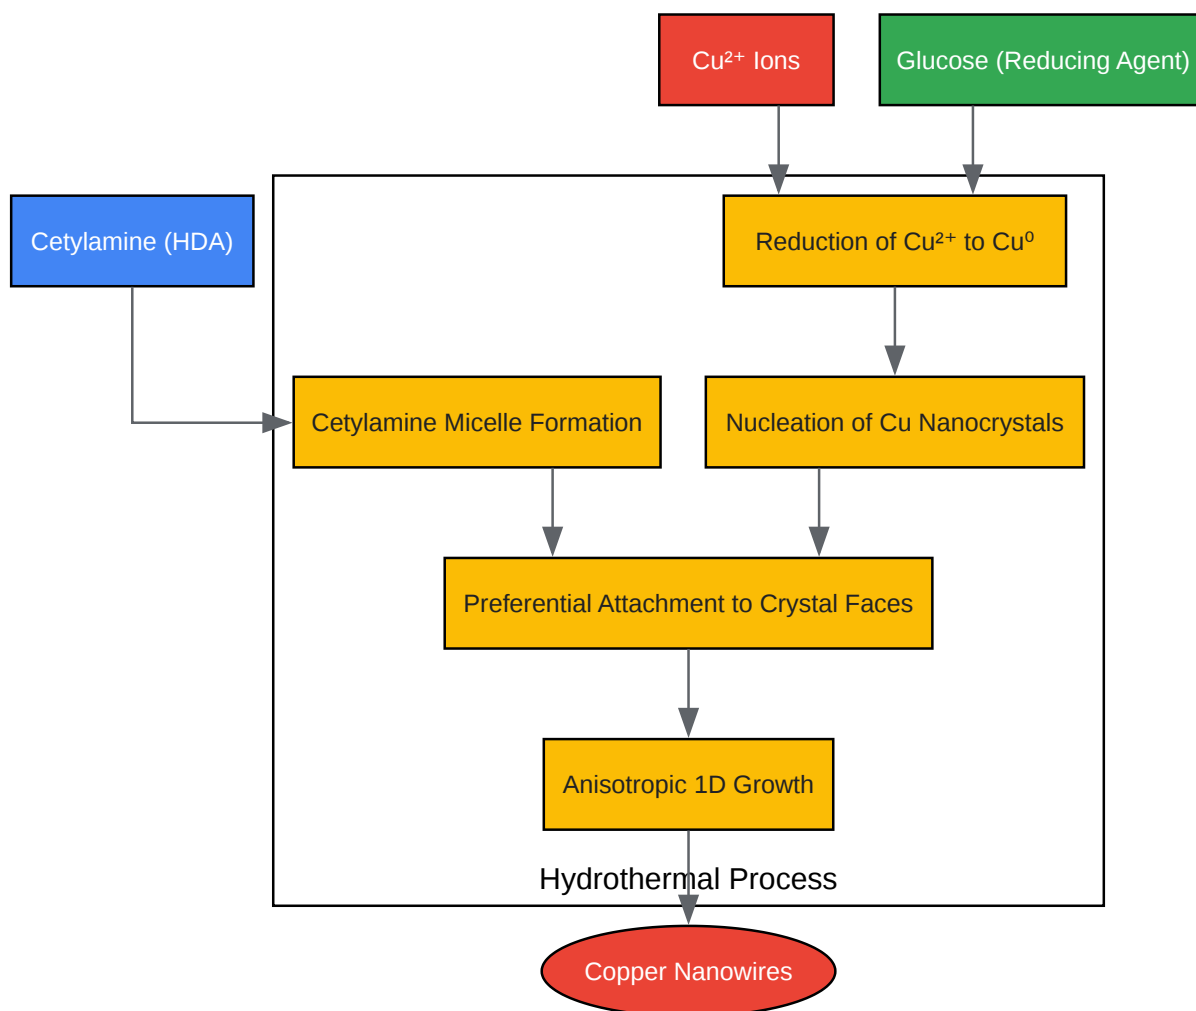 Cu²⁺ Ions
Glucose (Reducing Agent)
Cetylamine (HDA)
Reduction of Cu²⁺ to Cu⁰
Cetylamine Micelle Formation
Nucleation of Cu Nanocrystals
Preferential Attachment to Crystal Faces
Anisotropic 1D Growth
Hydrothermal Process
Copper Nanowires